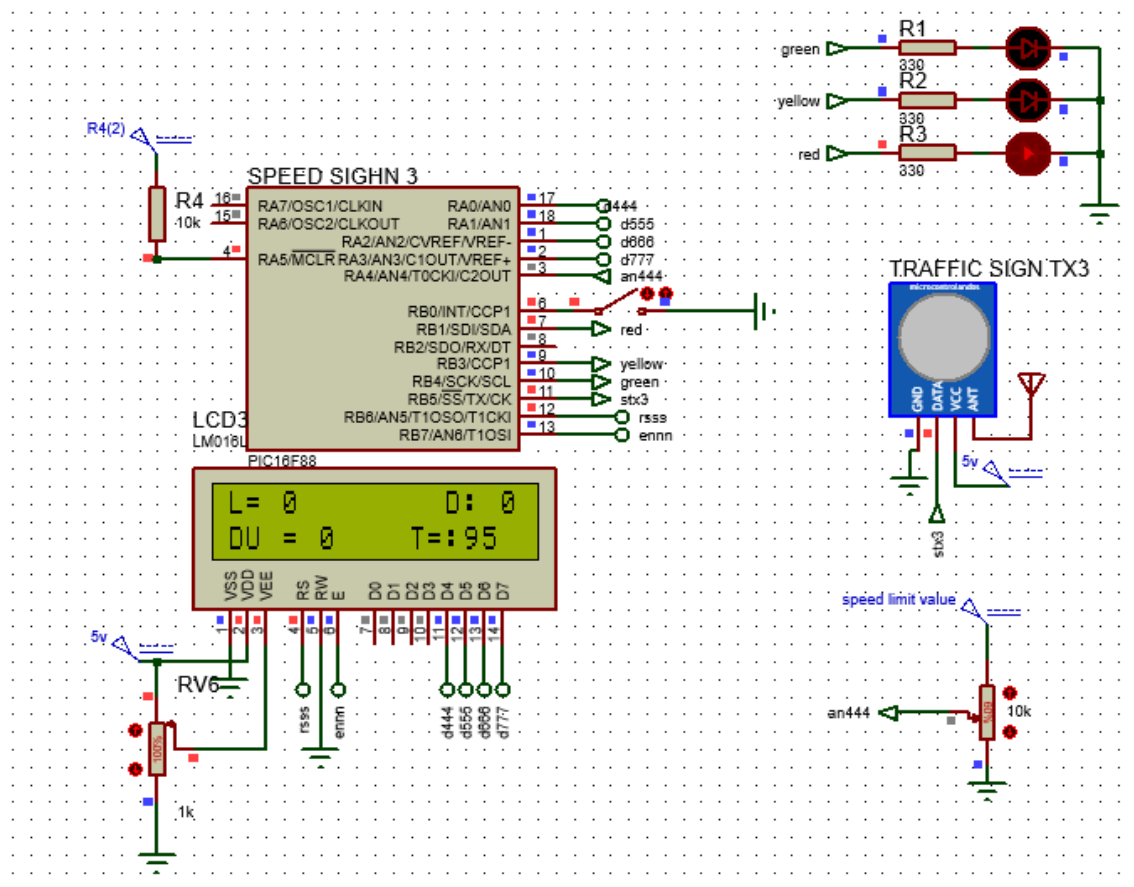 green
R1
330
yellow
R2
330
red
R3
330
R4(2)
R4
10k
SPEED SIGHN 3
16 RA7/OSC1/CLKIN RA0/AN0 17 d444
15 RA6/OSC2/CLKOUT RA1/AN1 18 d555
RA2/AN2/CVREF/VREF- 1 d666
4 RA5/MCLR RA3/AN3/C1OUT/VREF+ 2 d777
RA4/AN4/T0CKI/C2OUT 3 an444
RB0/INT/CCP1 6
RB1/SDI/SDA 7 red
RB2/SDO/RX/DT 8
RB3/CCP1 9 yellow
RB4/SCK/SCL 10 green
RB5/SS/TX/CK 11 stx3
RB6/AN5/T1OSO/T1CKI 12 rsss
RB7/AN6/T1OSI 13 ennn
PIC16F88
LCD3
LM016L
L= 0 D: 0
DU = 0 T=:95
VSS VDD VEE RS RW E D0 D1 D2 D3 D4 D5 D6 D7
1 2 3 4 5 6 7 8 9 10 11 12 13 14
rsss ennn d444 d555 d666 d777
5v
RV6
100%
1k
TRAFFIC SIGN TX3
microcontrolandos
GND DATA VCC ANT
5v
stx3
speed limit value
an444
60%
10k